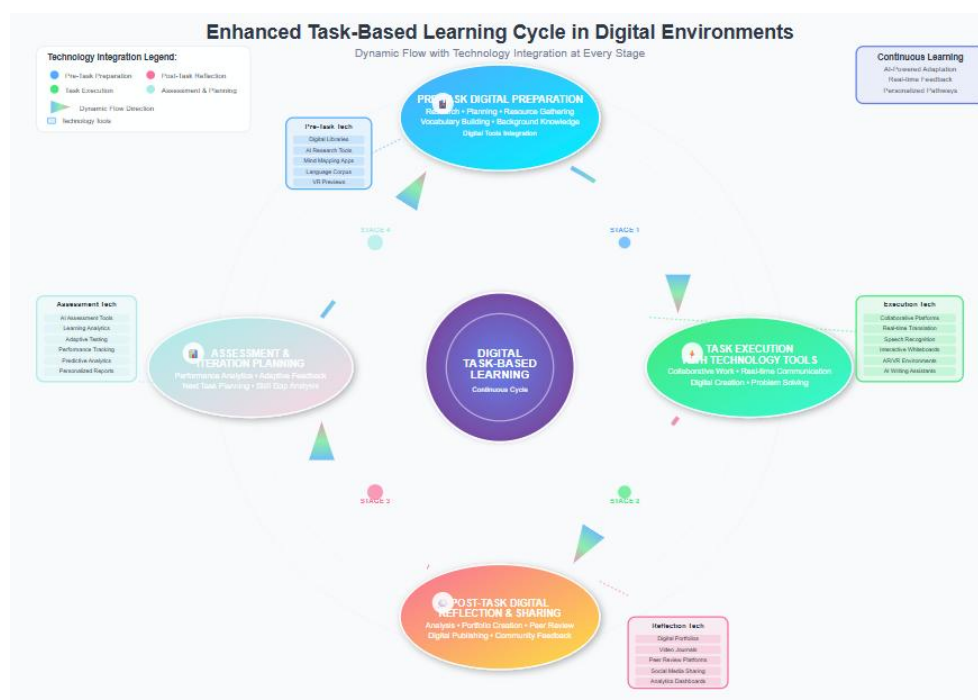 Enhanced Task-Based Learning Cycle in Digital Environments
Dynamic Flow with Technology Integration at Every Stage
Technology Integration Legend:
Pre-Task Preparation
Post-Task Reflection
Task Execution
Assessment & Planning
Dynamic Flow Direction
Technology Tools
Continuous Learning
AI-Powered Adaptation
Real-time Feedback
Personalized Pathways
TASK DIGITAL PREPARATION
Planning • Resource Gathering
Vocabulary Building • Background Knowledge
Digital Tools Integration
Pre-Task Tech
Digital Libraries
AI Research Tools
Mind Mapping Apps
Language Corpus
VR Previews
STAGE 4
STAGE 1
Assessment Tech
AI Assessment Tools
Learning Analytics
Adaptive Testing
Performance Tracking
Predictive Analytics
Personalized Reports
ASSESSMENT &
ITERATION PLANNING
Performance Analytics • Adaptive Feedback
Next Task Planning • Skill Gap Analysis
DIGITAL
TASK-BASED
LEARNING
Continuous Cycle
TASK EXECUTION
TECHNOLOGY TOOLS
Collaborative Work • Real-time Communication
Digital Creation • Problem Solving
Execution Tech
Collaborative Platforms
Real-time Translation
Speech Recognition
Interactive Whiteboards
AR/VR Environments
AI Writing Assistants
STAGE 3
STAGE 2
POST-TASK DIGITAL
REFLECTION & SHARING
Analysis • Portfolio Creation • Peer Review
Digital Publishing • Community Feedback
Reflection Tech
Digital Portfolios
Video Journals
Peer Review Platforms
Social Media Sharing
Analytics Dashboards